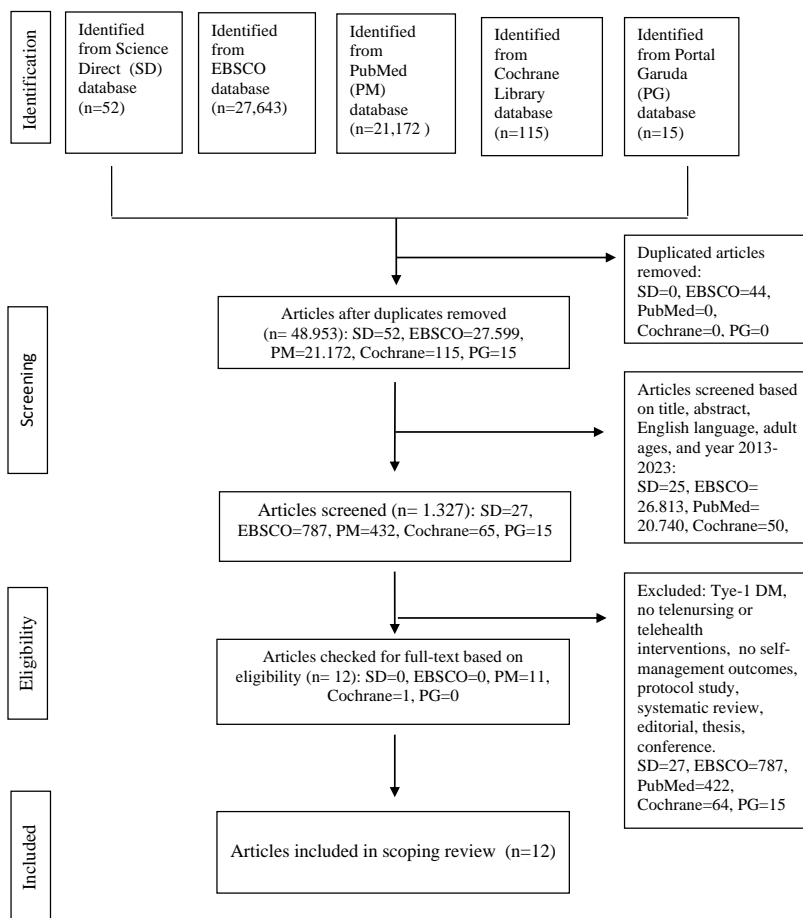 Identification
Identified
from Science
Direct (SD)
database
(n=52)
Identified
from
EBSCO
database
(n=27,643)
Identified
from
PubMed
(PM)
database
(n=21,172 )
Identified
from
Cochrane
Library
database
(n=115)
Identified
from Portal
Garuda
(PG)
database
(n=15)
Duplicated articles
removed:
SD=0, EBSCO=44,
PubMed=0,
Cochrane=0, PG=0
Screening
Articles after duplicates removed
(n= 48.953): SD=52, EBSCO=27.599,
PM=21.172, Cochrane=115, PG=15
Articles screened based
on title, abstract,
English language, adult
ages, and year 2013-
2023:
SD=25, EBSCO=
26.813, PubMed=
20.740, Cochrane=50,
Articles screened (n= 1.327): SD=27,
EBSCO=787, PM=432, Cochrane=65, PG=15
Eligibility
Excluded: Tye-1 DM,
no telenursing or
telehealth
interventions, no self-
management outcomes,
protocol study,
systematic review,
editorial, thesis,
conference.
SD=27, EBSCO=787,
PubMed=422,
Cochrane=64, PG=15
Articles checked for full-text based on
eligibility (n= 12): SD=0, EBSCO=0, PM=11,
Cochrane=1, PG=0
Included
Articles included in scoping review (n=12)